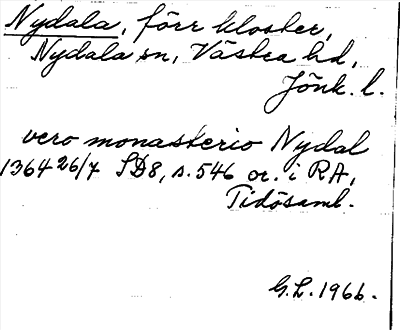 Nydala, förr kloster,
Nydala sn, Västra hd,
Jönk. l.
vero monasterio Nydal
1364 26/7 SD8, s. 546 or. i RA,
Tidösaml.
G.L. 1966.